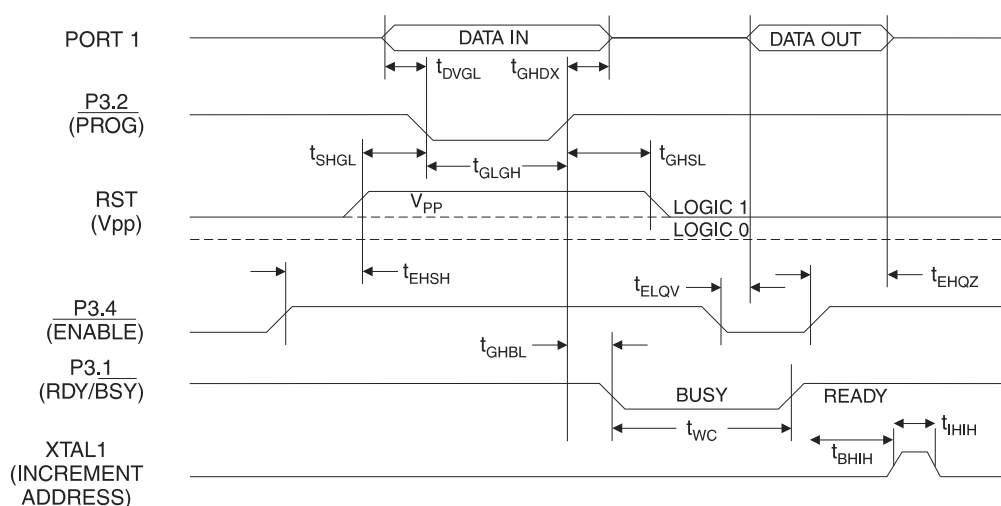 PORT 1
DATA IN
DATA OUT
tDVGL
tGHDX
P3.2
(PROG)
tSHGL
tGLGH
tGHSL
RST
(Vpp)
VPP
LOGIC 1
LOGIC 0
tEHSH
tELQV
tEHQZ
P3.4
(ENABLE)
tGHBL
P3.1
(RDY/BSY)
BUSY
READY
tWC
tIHIH
tBHIH
XTAL1
(INCREMENT
ADDRESS)